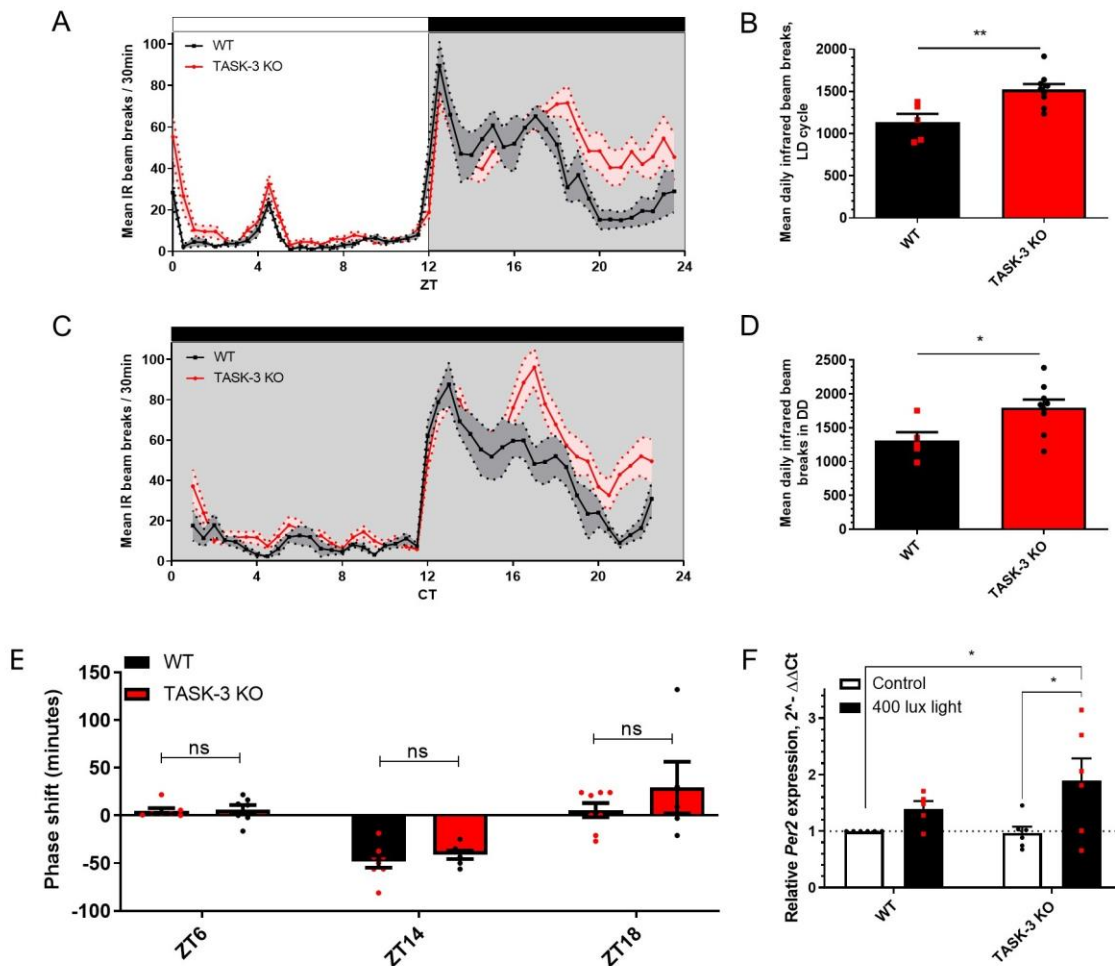 A
WT
TASK-3 KO
Mean IR beam breaks / 30min
100
80
60
40
20
0
0 4 8 12 16 20 24
ZT
B
**
Mean daily infrared beam breaks,
LD cycle
2000
1500
1000
500
0
WT
TASK-3 KO
C
WT
TASK-3 KO
Mean IR beam breaks / 30min
100
80
60
40
20
0
0 4 8 12 16 20 24
CT
D
*
Mean daily infrared beam
breaks in DD
2500
2000
1500
1000
500
0
WT
TASK-3 KO
E
WT
TASK-3 KO
Phase shift (minutes)
150
100
50
0
-50
-100
ns
ns
ns
ZT6
ZT14
ZT18
F
*
*
Control
400 lux light
Relative Per2 expression, 2^- ΔΔCt
3
2
1
0
WT
TASK-3 KO